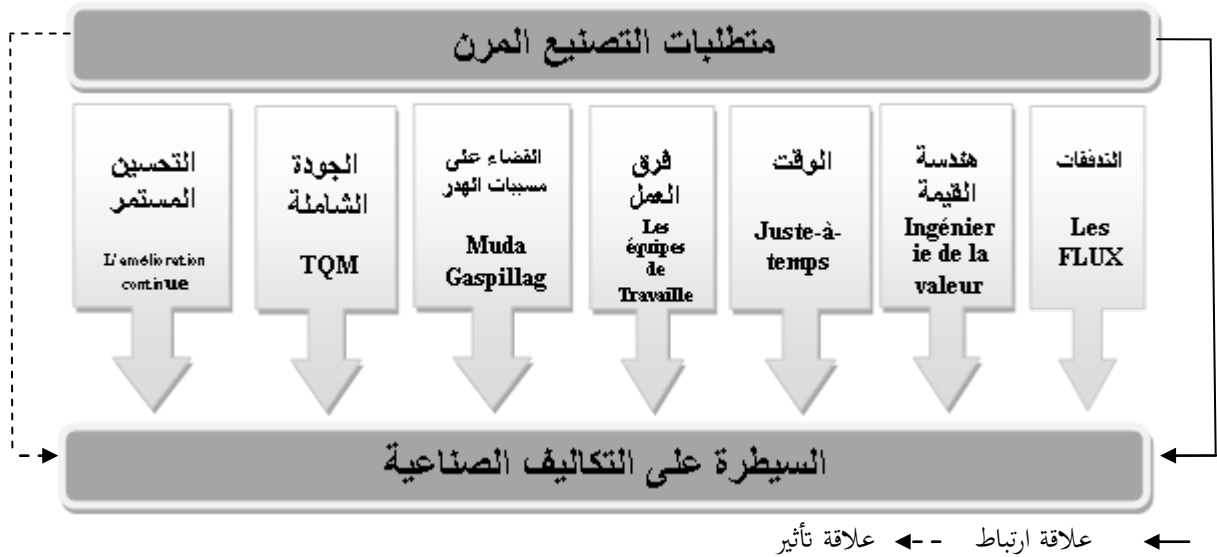 متطلبات التصنيع المرن
التدفقات
Les
FLUX
هندسة
القيمة
Ingénier
ie de la
valeur
الوقت
Juste-à-
temps
فرق
العمل
Les
équipes
de
Travaille
القضاء على
مسببات الهدر
Muda
Gaspillag
الجودة
الشاملة
TQM
التحسين
المستمر
L'amélioration
continue
السيطرة على التكاليف الصناعية
علاقة ارتباط علاقة تأثير